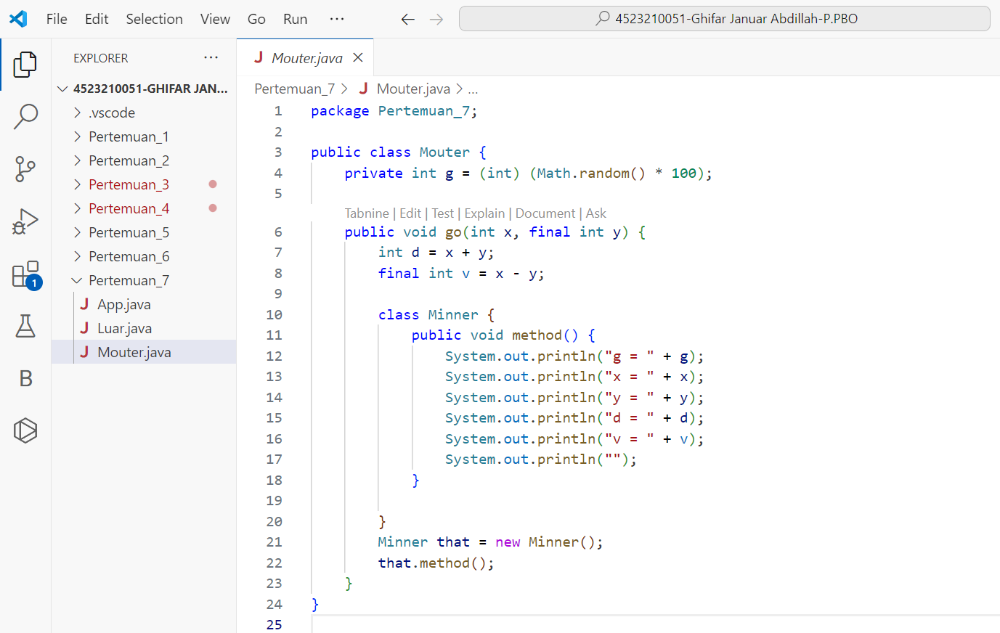 File Edit Selection View Go Run ··· ← → 4523210051-Ghifar Januar Abdillah-P.PBO
EXPLORER ···
4523210051-GHIFAR JAN...
.vscode
Pertemuan_1
Pertemuan_2
Pertemuan_3
Pertemuan_4
Pertemuan_5
Pertemuan_6
Pertemuan_7
J App.java
J Luar.java
J Mouter.java
1
B
J Mouter.java ×
Pertemuan_7 > J Mouter.java > ...
1 package Pertemuan_7;
2
3 public class Mouter {
4     private int g = (int) (Math.random() * 100);
5
Tabnine | Edit | Test | Explain | Document | Ask
6     public void go(int x, final int y) {
7         int d = x + y;
8         final int v = x - y;
9
10         class Minner {
11             public void method() {
12                 System.out.println("g = " + g);
13                 System.out.println("x = " + x);
14                 System.out.println("y = " + y);
15                 System.out.println("d = " + d);
16                 System.out.println("v = " + v);
17                 System.out.println("");
18             }
19
20         }
21         Minner that = new Minner();
22         that.method();
23     }
24 }
25